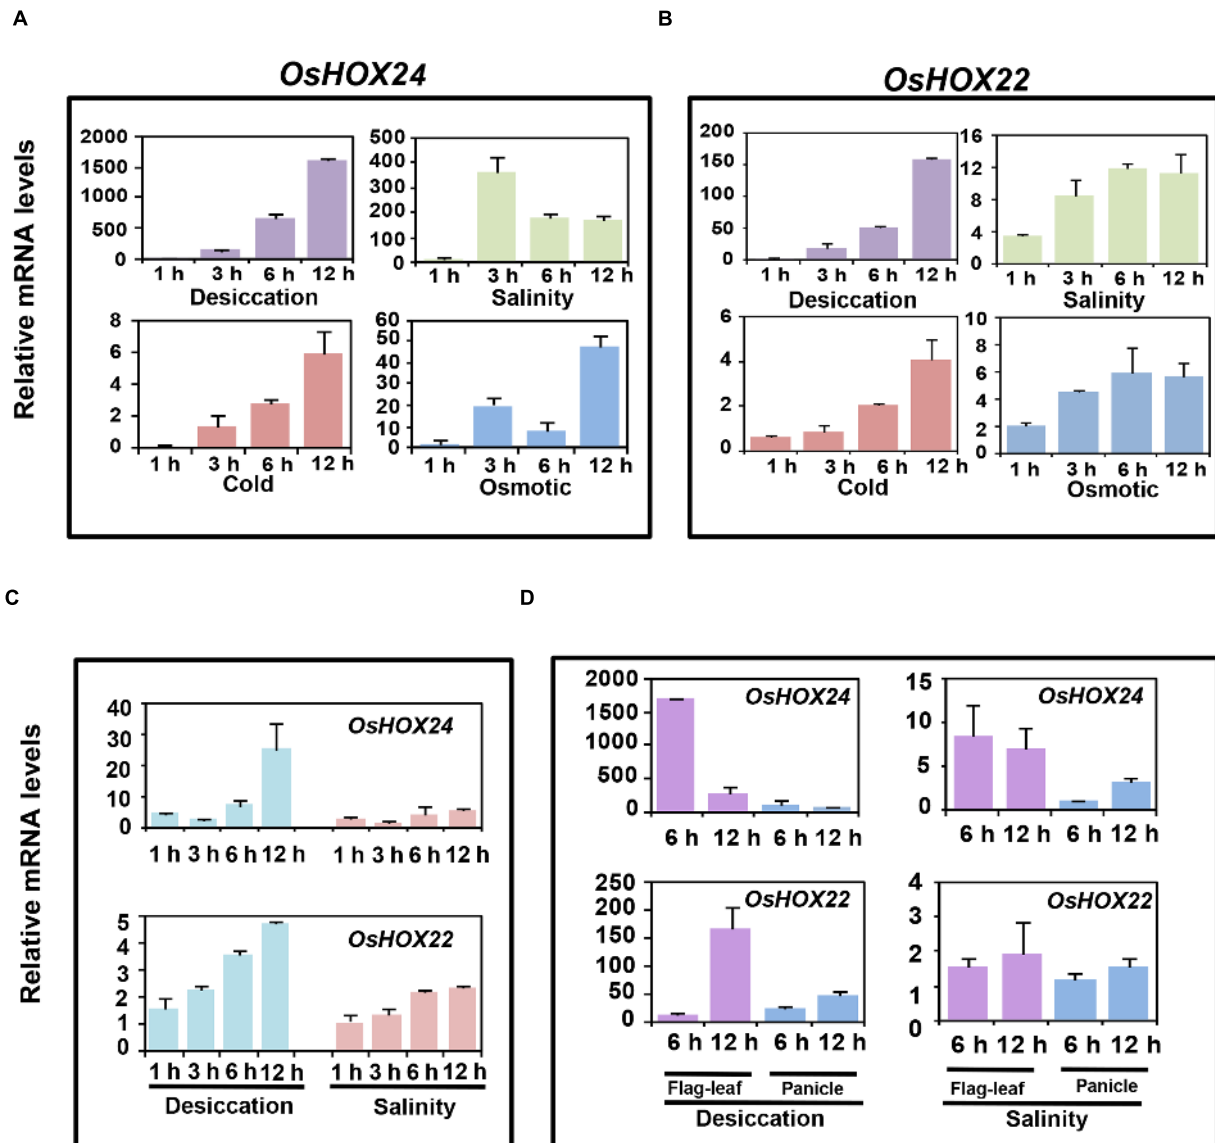 A
B
OsHOX24
OsHOX22
Relative mRNA levels
2000
1500
1000
500
0
1 h 3 h 6 h 12 h
Desiccation
500
400
300
200
100
0
1 h 3 h 6 h 12 h
Salinity
8
6
4
2
0
1 h 3 h 6 h 12 h
Cold
60
50
40
30
20
10
0
1 h 3 h 6 h 12 h
Osmotic
200
150
100
50
0
1 h 3 h 6 h 12 h
Desiccation
16
12
8
4
0
1 h 3 h 6 h 12 h
Salinity
6
4
2
0
1 h 3 h 6 h 12 h
Cold
10
8
6
4
2
0
1 h 3 h 6 h 12 h
Osmotic
C
D
Relative mRNA levels
40
30
20
10
0
OsHOX24
1 h 3 h 6 h 12 h 1 h 3 h 6 h 12 h
5
4
3
2
1
0
OsHOX22
1 h 3 h 6 h 12 h 1 h 3 h 6 h 12 h
Desiccation Salinity
2000
1500
1000
500
0
OsHOX24
6 h 12 h 6 h 12 h
15
10
5
0
OsHOX24
6 h 12 h 6 h 12 h
250
200
150
100
50
0
OsHOX22
6 h 12 h 6 h 12 h
Flag-leaf Panicle
Desiccation
4
3
2
1
0
OsHOX22
6 h 12 h 6 h 12 h
Flag-leaf Panicle
Salinity